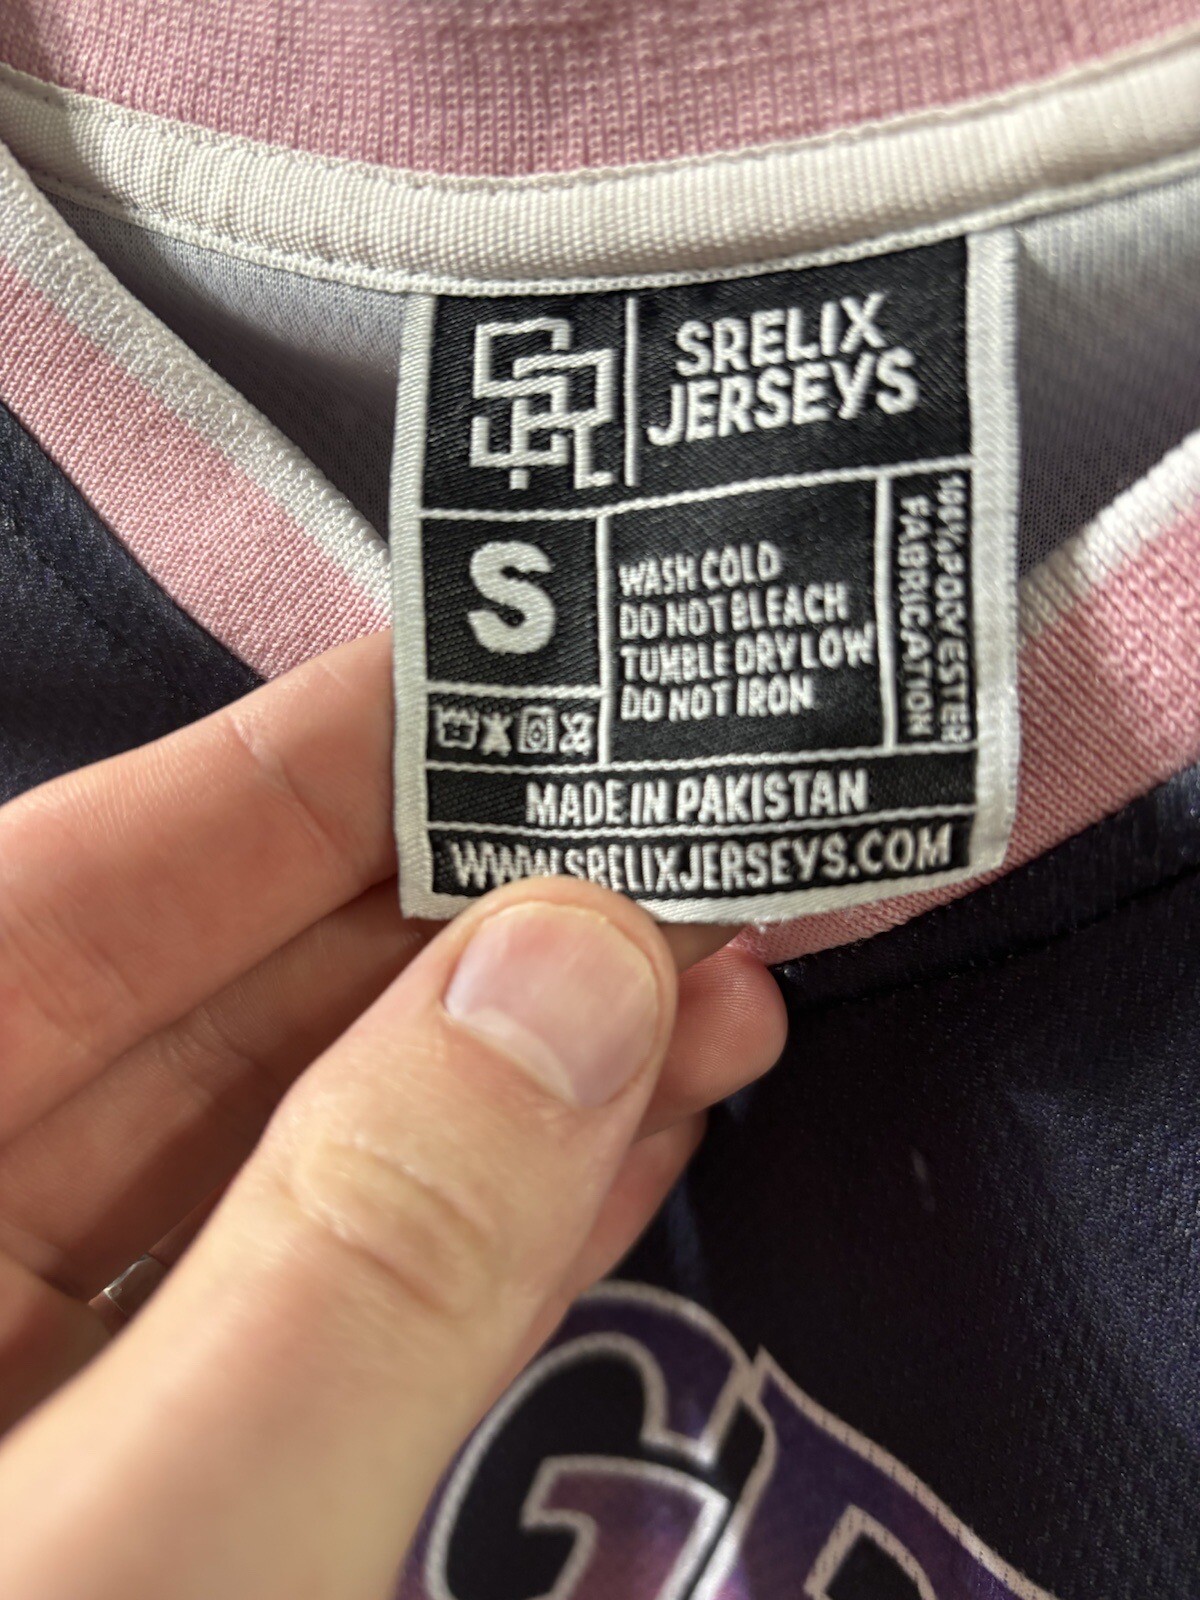 SRELIX
JERSEYS
S
WASH COLD
DO NOT BLEACH
TUMBLE DRY LOW
DO NOT IRON
100% POLYESTER
FABRICATION
MADE IN PAKISTAN
WWW.SRELIXJERSEYS.COM
G